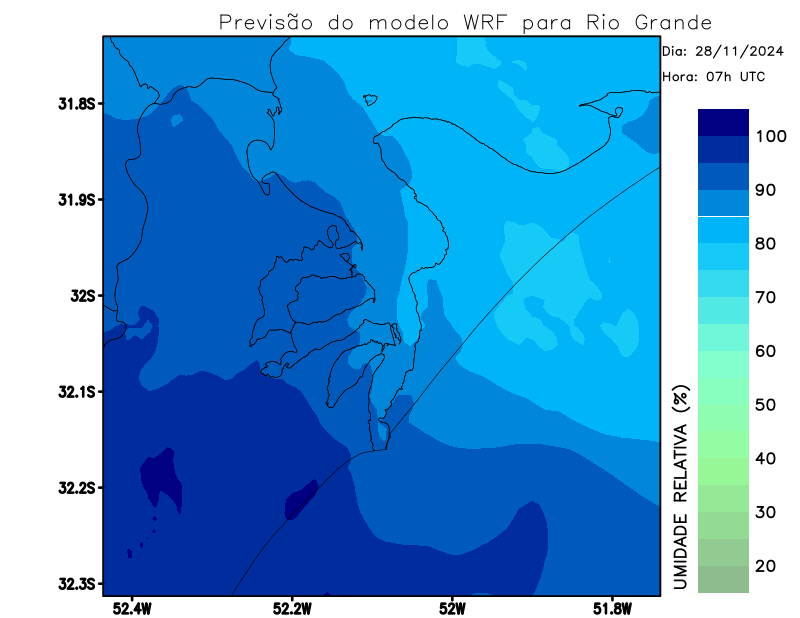 Previsão do modelo WRF para Rio Grande
Dia: 28/11/2024
Hora: 07h UTC
31.8S
31.9S
32S
32.1S
32.2S
32.3S
52.4W
52.2W
52W
51.8W
UMIDADE RELATIVA (%)
100
90
80
70
60
50
40
30
20